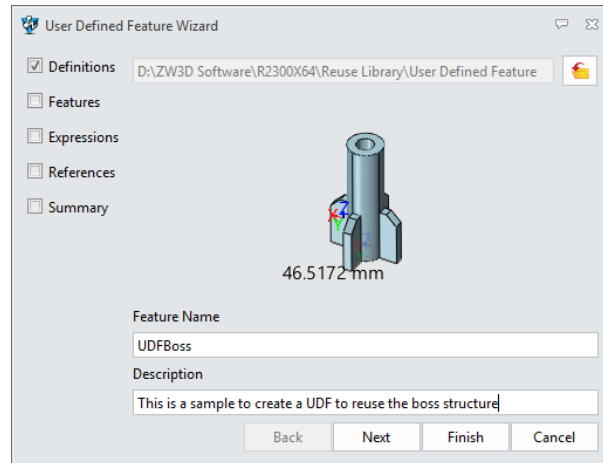 User Defined Feature Wizard
Definitions
D:\ZW3D Software\R2300X64\Reuse Library\User Defined Feature
Features
Expressions
References
Summary
X
Z
Y
Z
46.5172 mm
Feature Name
UDFBoss
Description
This is a sample to create a UDF to reuse the boss structure
Back Next Finish Cancel